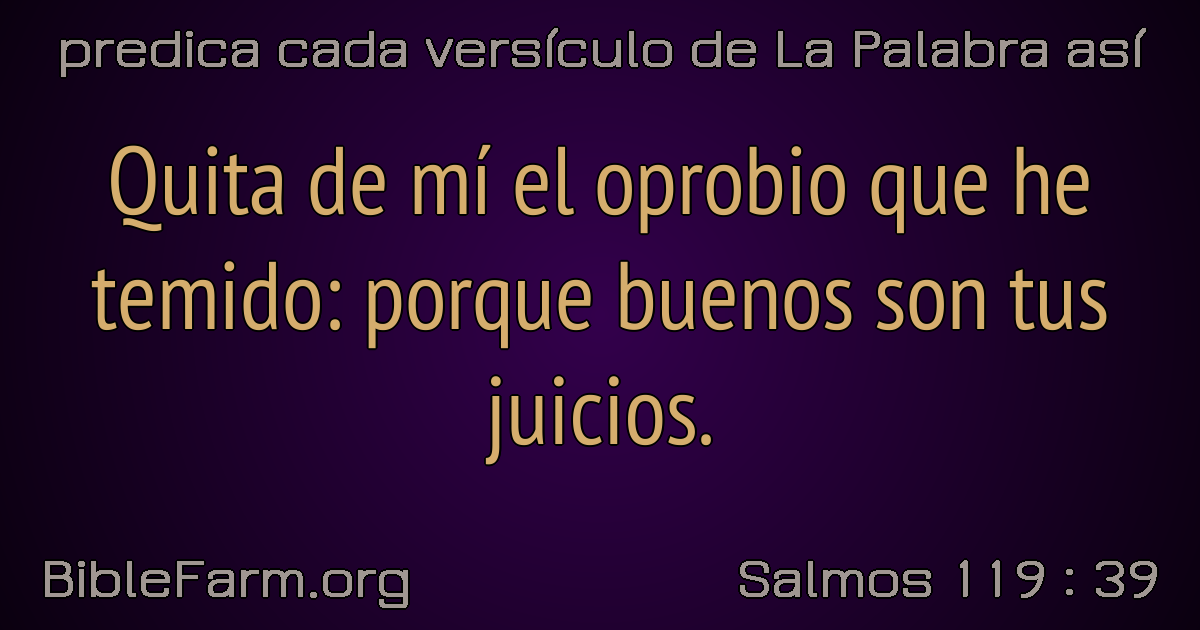 predica cada versículo de La Palabra así
Quita de mí el oprobio que he
temido: porque buenos son tus
juicios.
BibleFarm.org
Salmos 119 : 39